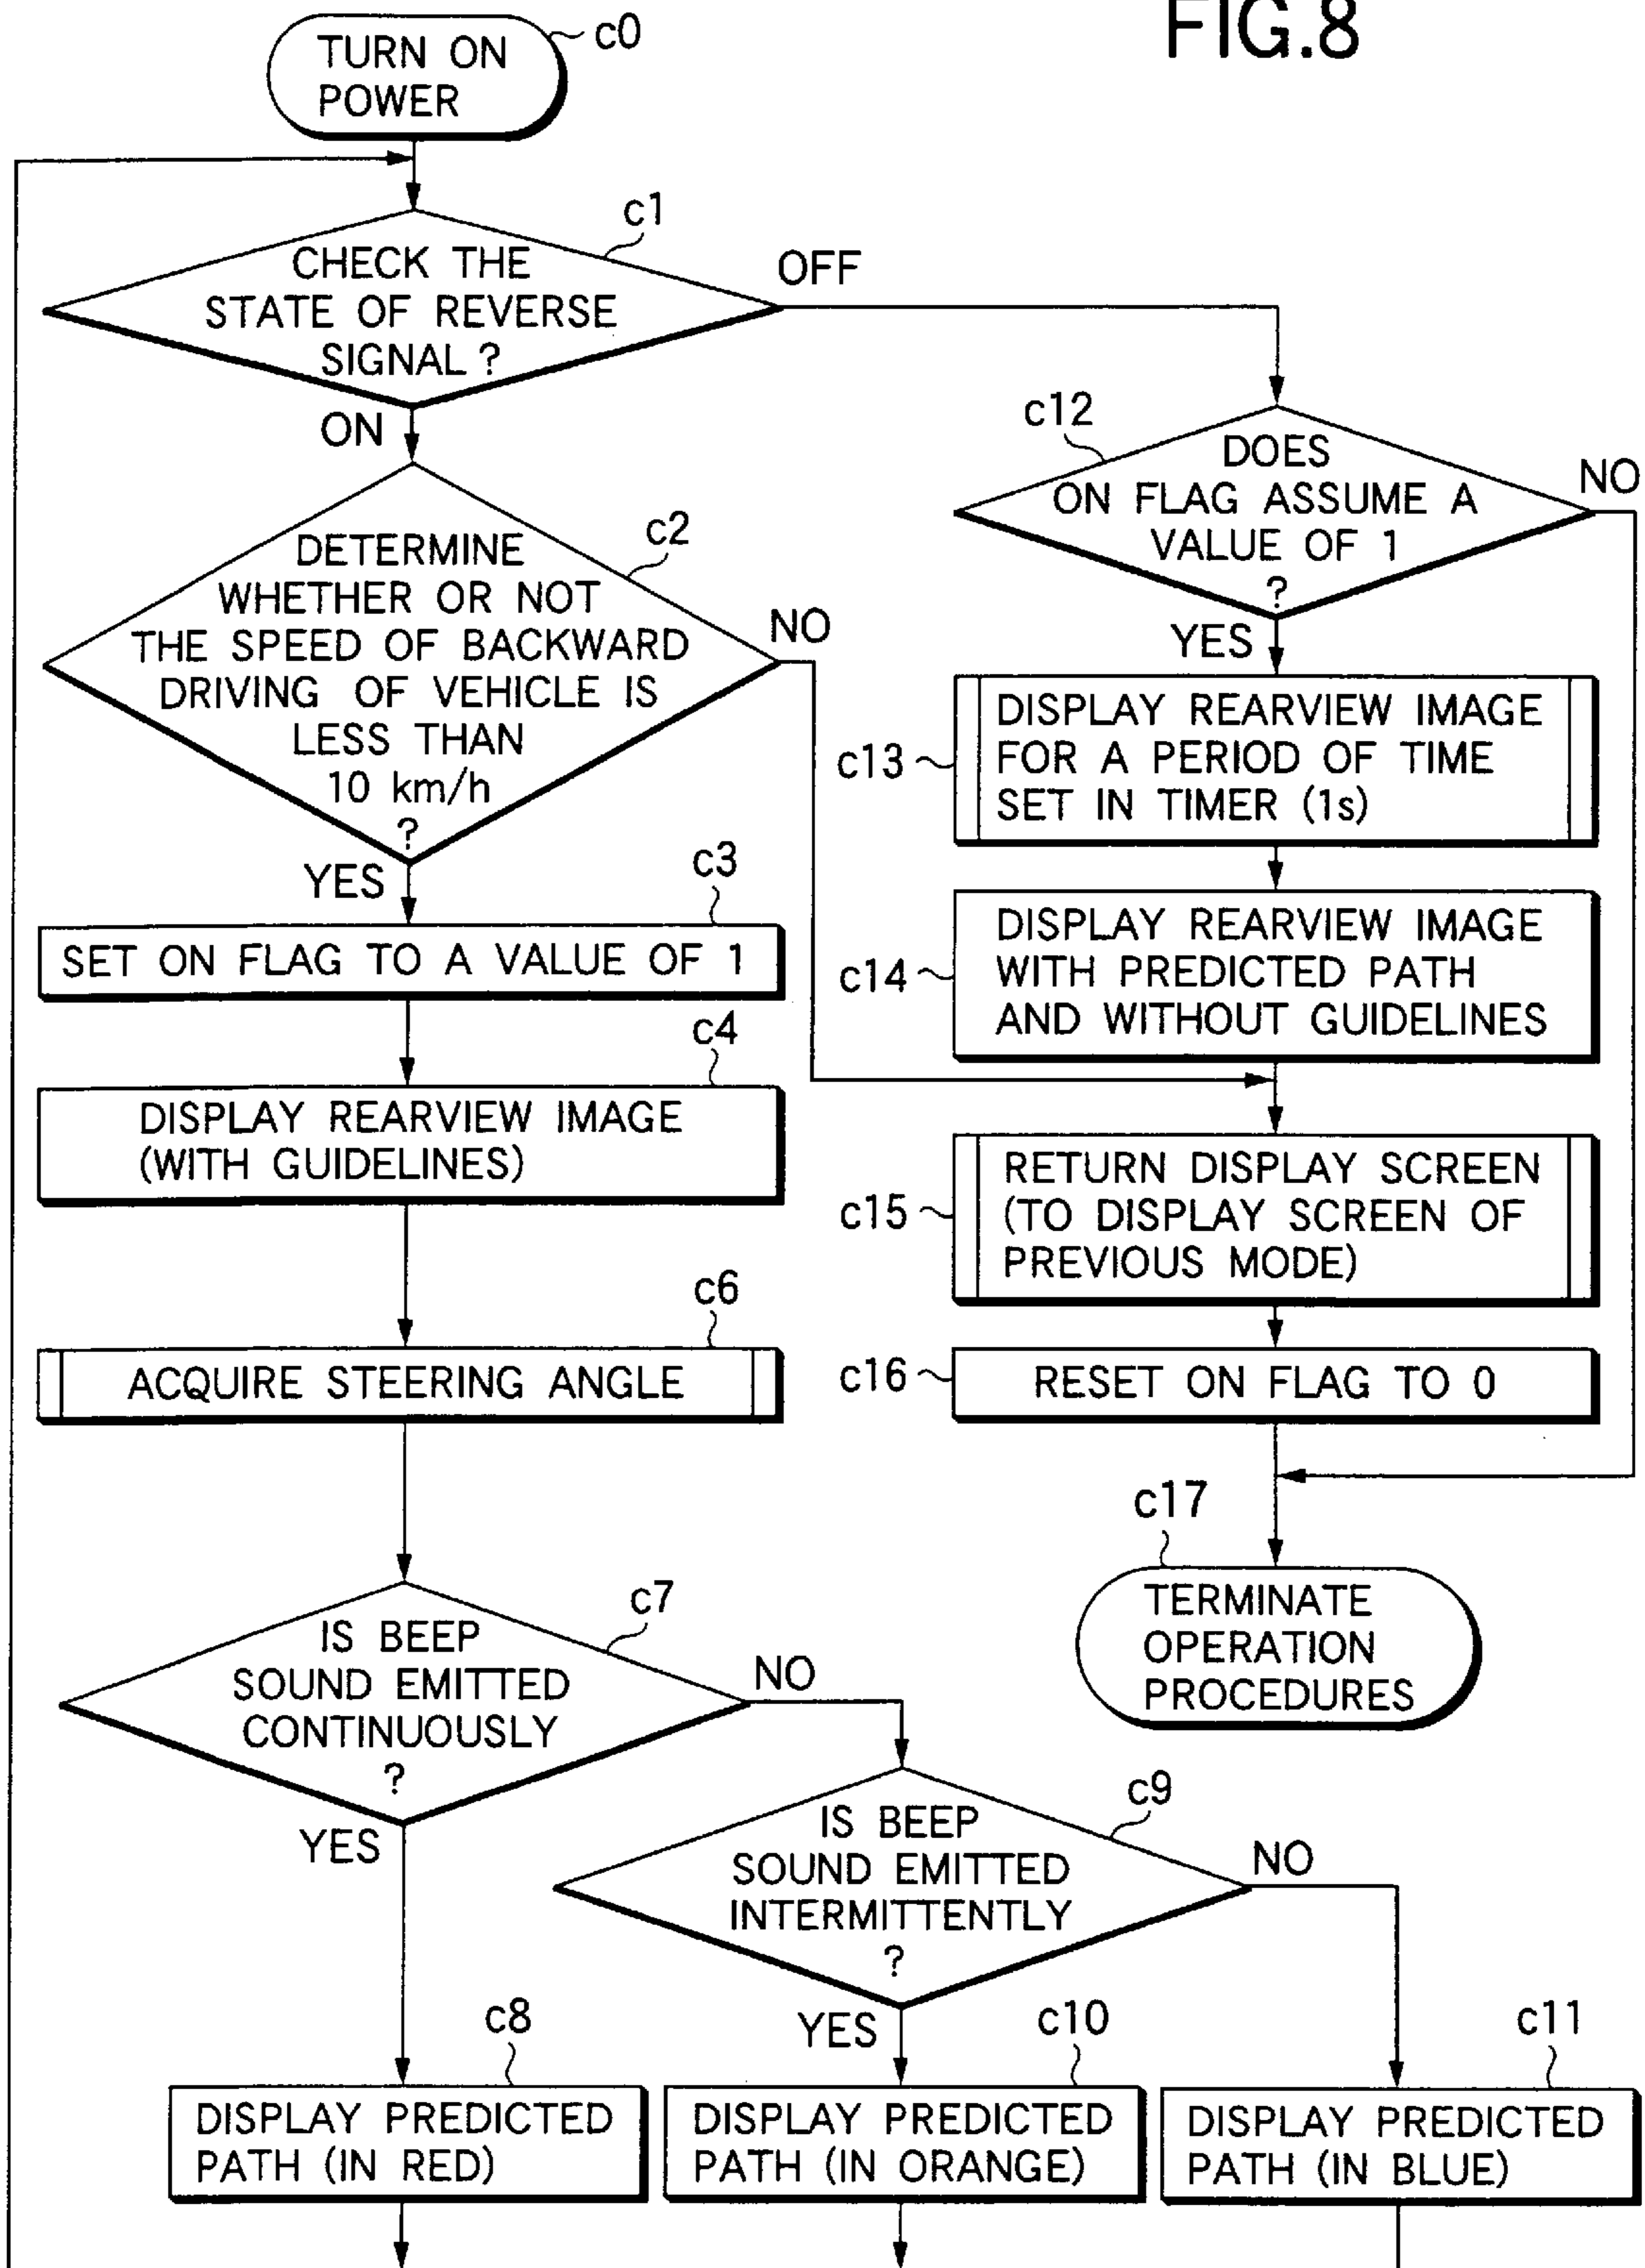 FIG.8
TURN ON
POWER
c0
c1
CHECK THE
STATE OF REVERSE
SIGNAL ?
OFF
ON
c2
DETERMINE
WHETHER OR NOT
THE SPEED OF BACKWARD
DRIVING OF VEHICLE IS
LESS THAN
10 km/h
?
NO
YES
c3
SET ON FLAG TO A VALUE OF 1
c4
DISPLAY REARVIEW IMAGE
(WITH GUIDELINES)
c6
ACQUIRE STEERING ANGLE
c7
IS BEEP
SOUND EMITTED
CONTINUOUSLY
?
NO
YES
c8
DISPLAY PREDICTED
PATH (IN RED)
c9
IS BEEP
SOUND EMITTED
INTERMITTENTLY
?
NO
YES
c10
DISPLAY PREDICTED
PATH (IN ORANGE)
c11
DISPLAY PREDICTED
PATH (IN BLUE)
c12
DOES
ON FLAG ASSUME A
VALUE OF 1
?
NO
YES
c13
DISPLAY REARVIEW IMAGE
FOR A PERIOD OF TIME
SET IN TIMER (1s)
c14
DISPLAY REARVIEW IMAGE
WITH PREDICTED PATH
AND WITHOUT GUIDELINES
c15
RETURN DISPLAY SCREEN
(TO DISPLAY SCREEN OF
PREVIOUS MODE)
c16
RESET ON FLAG TO 0
c17
TERMINATE
OPERATION
PROCEDURES